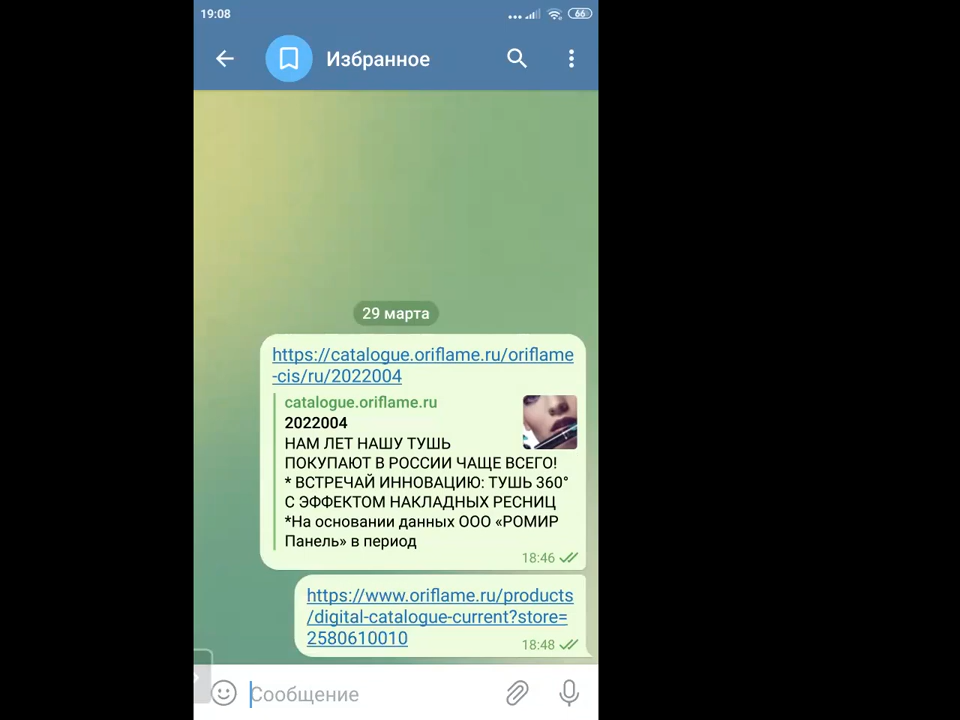 19:08
66
Избранное
29 марта
https://catalogue.oriflame.ru/oriflame
-cis/ru/2022004
catalogue.oriflame.ru
2022004
НАМ ЛЕТ НАШУ ТУШЬ
ПОКУПАЮТ В РОССИИ ЧАЩЕ ВСЕГО!
* ВСТРЕЧАЙ ИННОВАЦИЮ: ТУШЬ 360°
С ЭФФЕКТОМ НАКЛАДНЫХ РЕСНИЦ
*На основании данных ООО «РОМИР
Панель» в период
18:46
https://www.oriflame.ru/products
/digital-catalogue-current?store=
2580610010
18:48
Сообщение